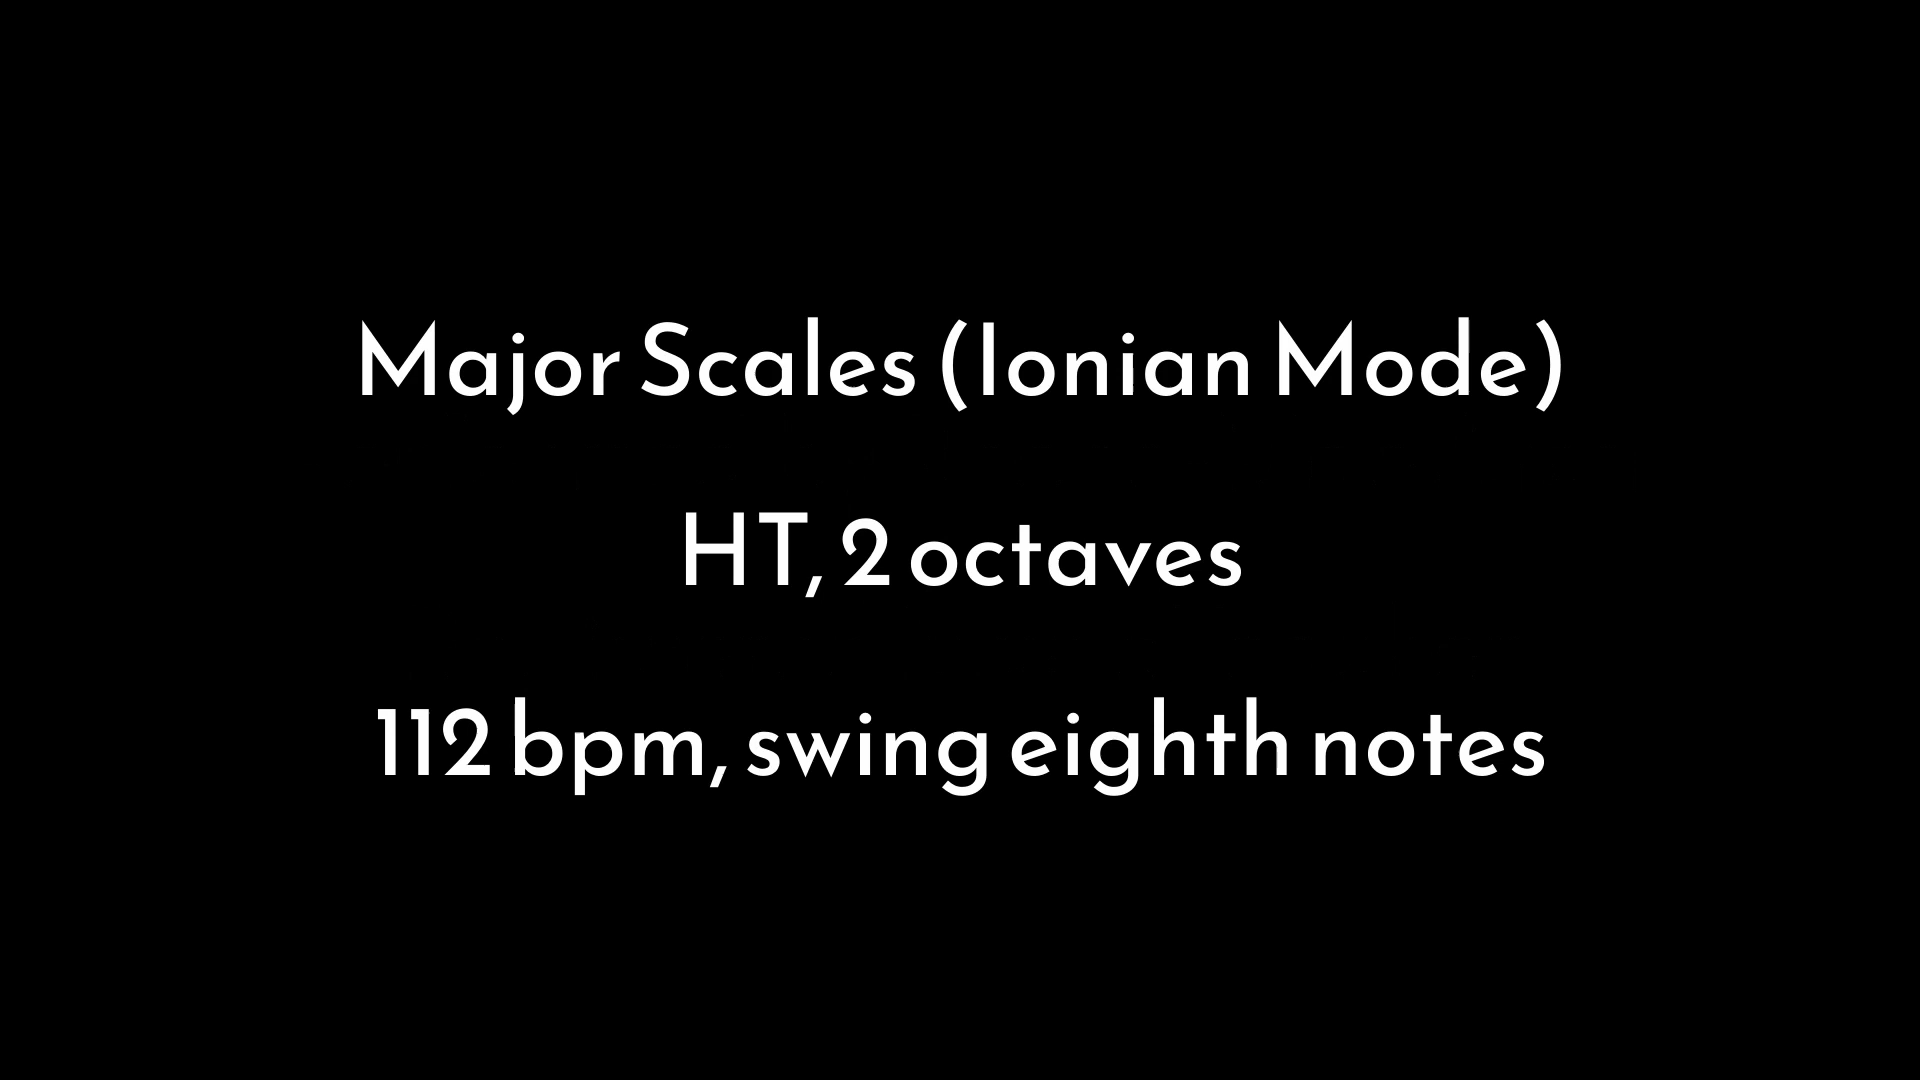 Major Scales (Ionian Mode)
HT, 2 octaves
112 bpm, swing eighth notes